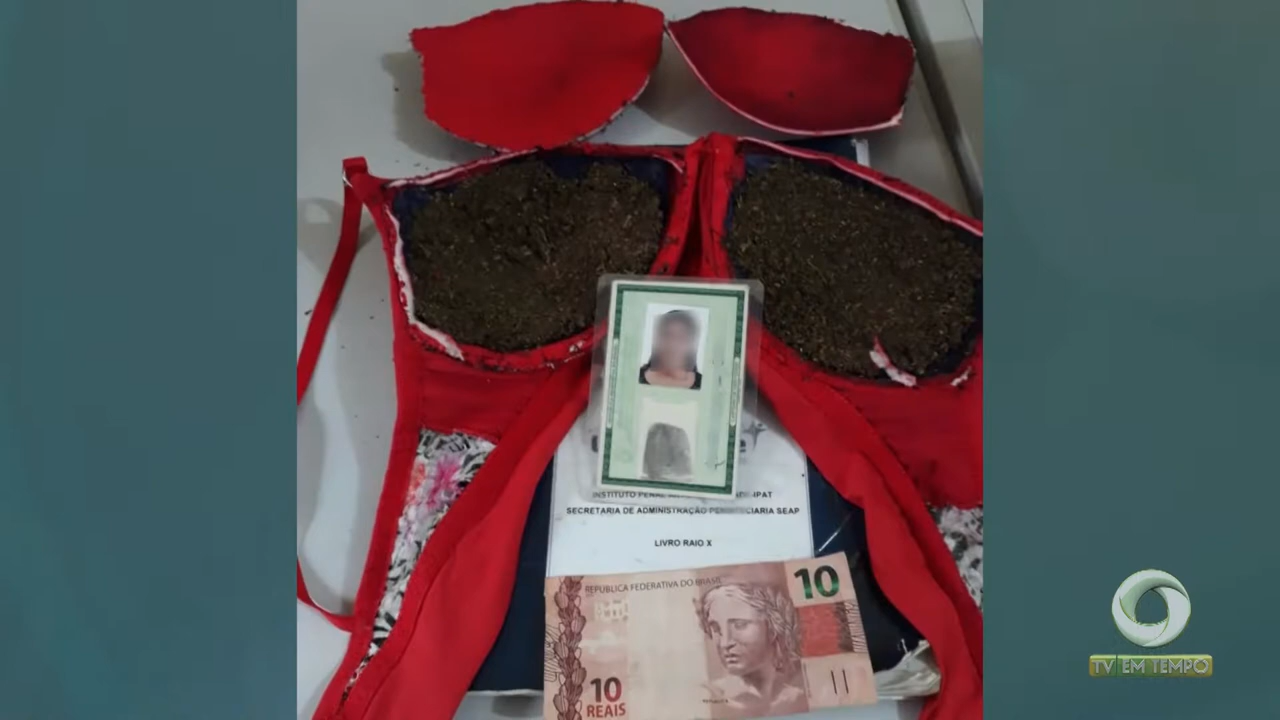 INSTITUTO PENAL
IPAT
SECRETARIA DE ADMINISTRAÇÃO PENITENCIÁRIA SEAP
LIVRO RAIO X
REPUBLICA FEDERATIVA DO BRASIL
10
10
REAIS
TV EM TEMPO